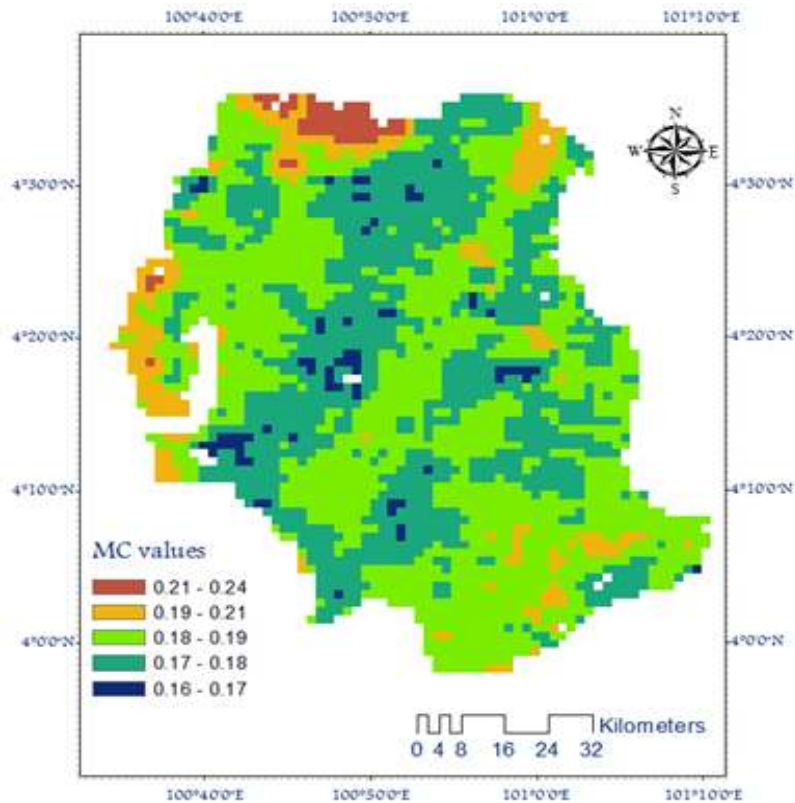 100°40'0"E 100°50'0"E 101°0'0"E 101°10'0"E
N
W E
S
4°30'0"N 4°30'0"N
4°20'0"N 4°20'0"N
4°10'0"N 4°10'0"N
MC values
0.21 - 0.24
0.19 - 0.21
0.18 - 0.19
0.17 - 0.18
0.16 - 0.17
4°0'0"N 4°0'0"N
Kilometers
0 4 8 16 24 32
100°40'0"E 100°50'0"E 101°0'0"E 101°10'0"E